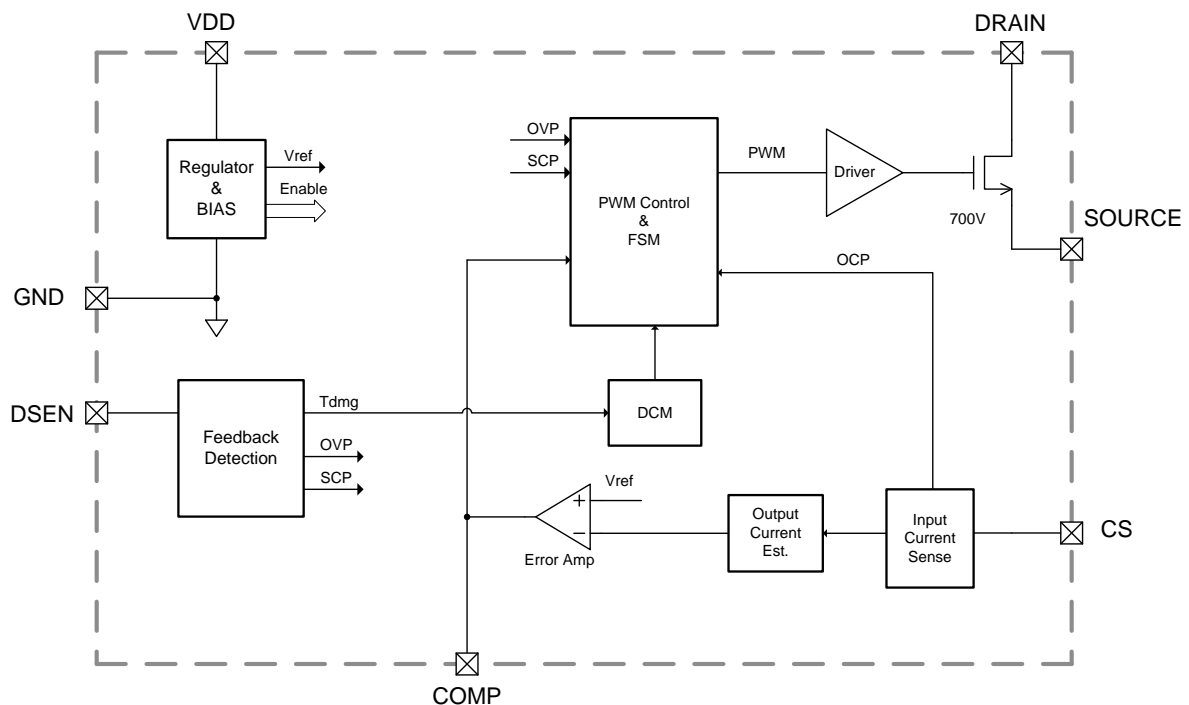 VDD
DRAIN
OVP
SCP
Regulator
&
BIAS
Vref
Enable
PWM Control
&
FSM
PWM
Driver
700V
SOURCE
OCP
GND
DSEN
Feedback
Detection
Tdmg
OVP
SCP
DCM
Vref
+
−
Error Amp
Output
Current
Est.
Input
Current
Sense
CS
COMP